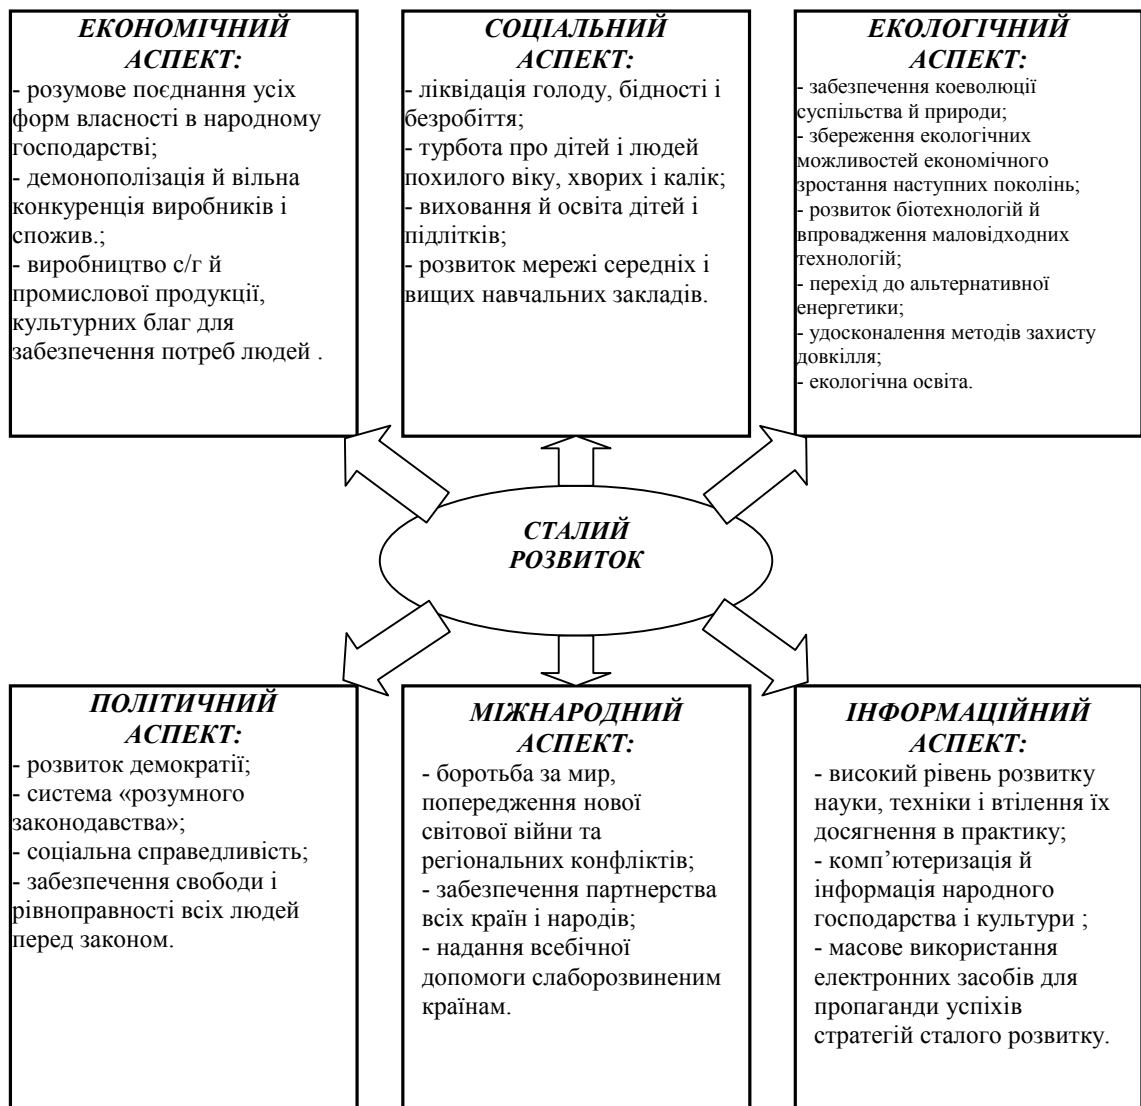 ЕКОНОМІЧНИЙ
АСПЕКТ:
- розумове поєднання усіх
форм власності в народному
господарстві;
- демонополізація й вільна
конкуренція виробників і
спожив.;
- виробництво с/г й
промислової продукції,
культурних благ для
забезпечення потреб людей .
СОЦІАЛЬНИЙ
АСПЕКТ:
- ліквідація голоду, бідності і
безробіття;
- турбота про дітей і людей
похилого віку, хворих і калік;
- виховання й освіта дітей і
підлітків;
- розвиток мережі середніх і
вищих навчальних закладів.
ЕКОЛОГІЧНИЙ
АСПЕКТ:
- забезпечення коеволюції
суспільства й природи;
- збереження екологічних
можливостей економічного
зростання наступних поколінь;
- розвиток біотехнологій й
впровадження маловідходних
технологій;
- перехід до альтернативної
енергетики;
- удосконалення методів захисту
довкілля;
- екологічна освіта.
СТАЛИЙ
РОЗВИТОК
ПОЛІТИЧНИЙ
АСПЕКТ:
- розвиток демократії;
- система «розумного
законодавства»;
- соціальна справедливість;
- забезпечення свободи і
рівноправності всіх людей
перед законом.
МІЖНАРОДНИЙ
АСПЕКТ:
- боротьба за мир,
попередження нової
світової війни та
регіональних конфліктів;
- забезпечення партнерства
всіх країн і народів;
- надання всебічної
допомоги слаборозвиненим
країнам.
ІНФОРМАЦІЙНИЙ
АСПЕКТ:
- високий рівень розвитку
науки, техніки і втілення їх
досягнення в практику;
- комп’ютеризація й
інформація народного
господарства і культури ;
- масове використання
електронних засобів для
пропаганди успіхів
стратегій сталого розвитку.